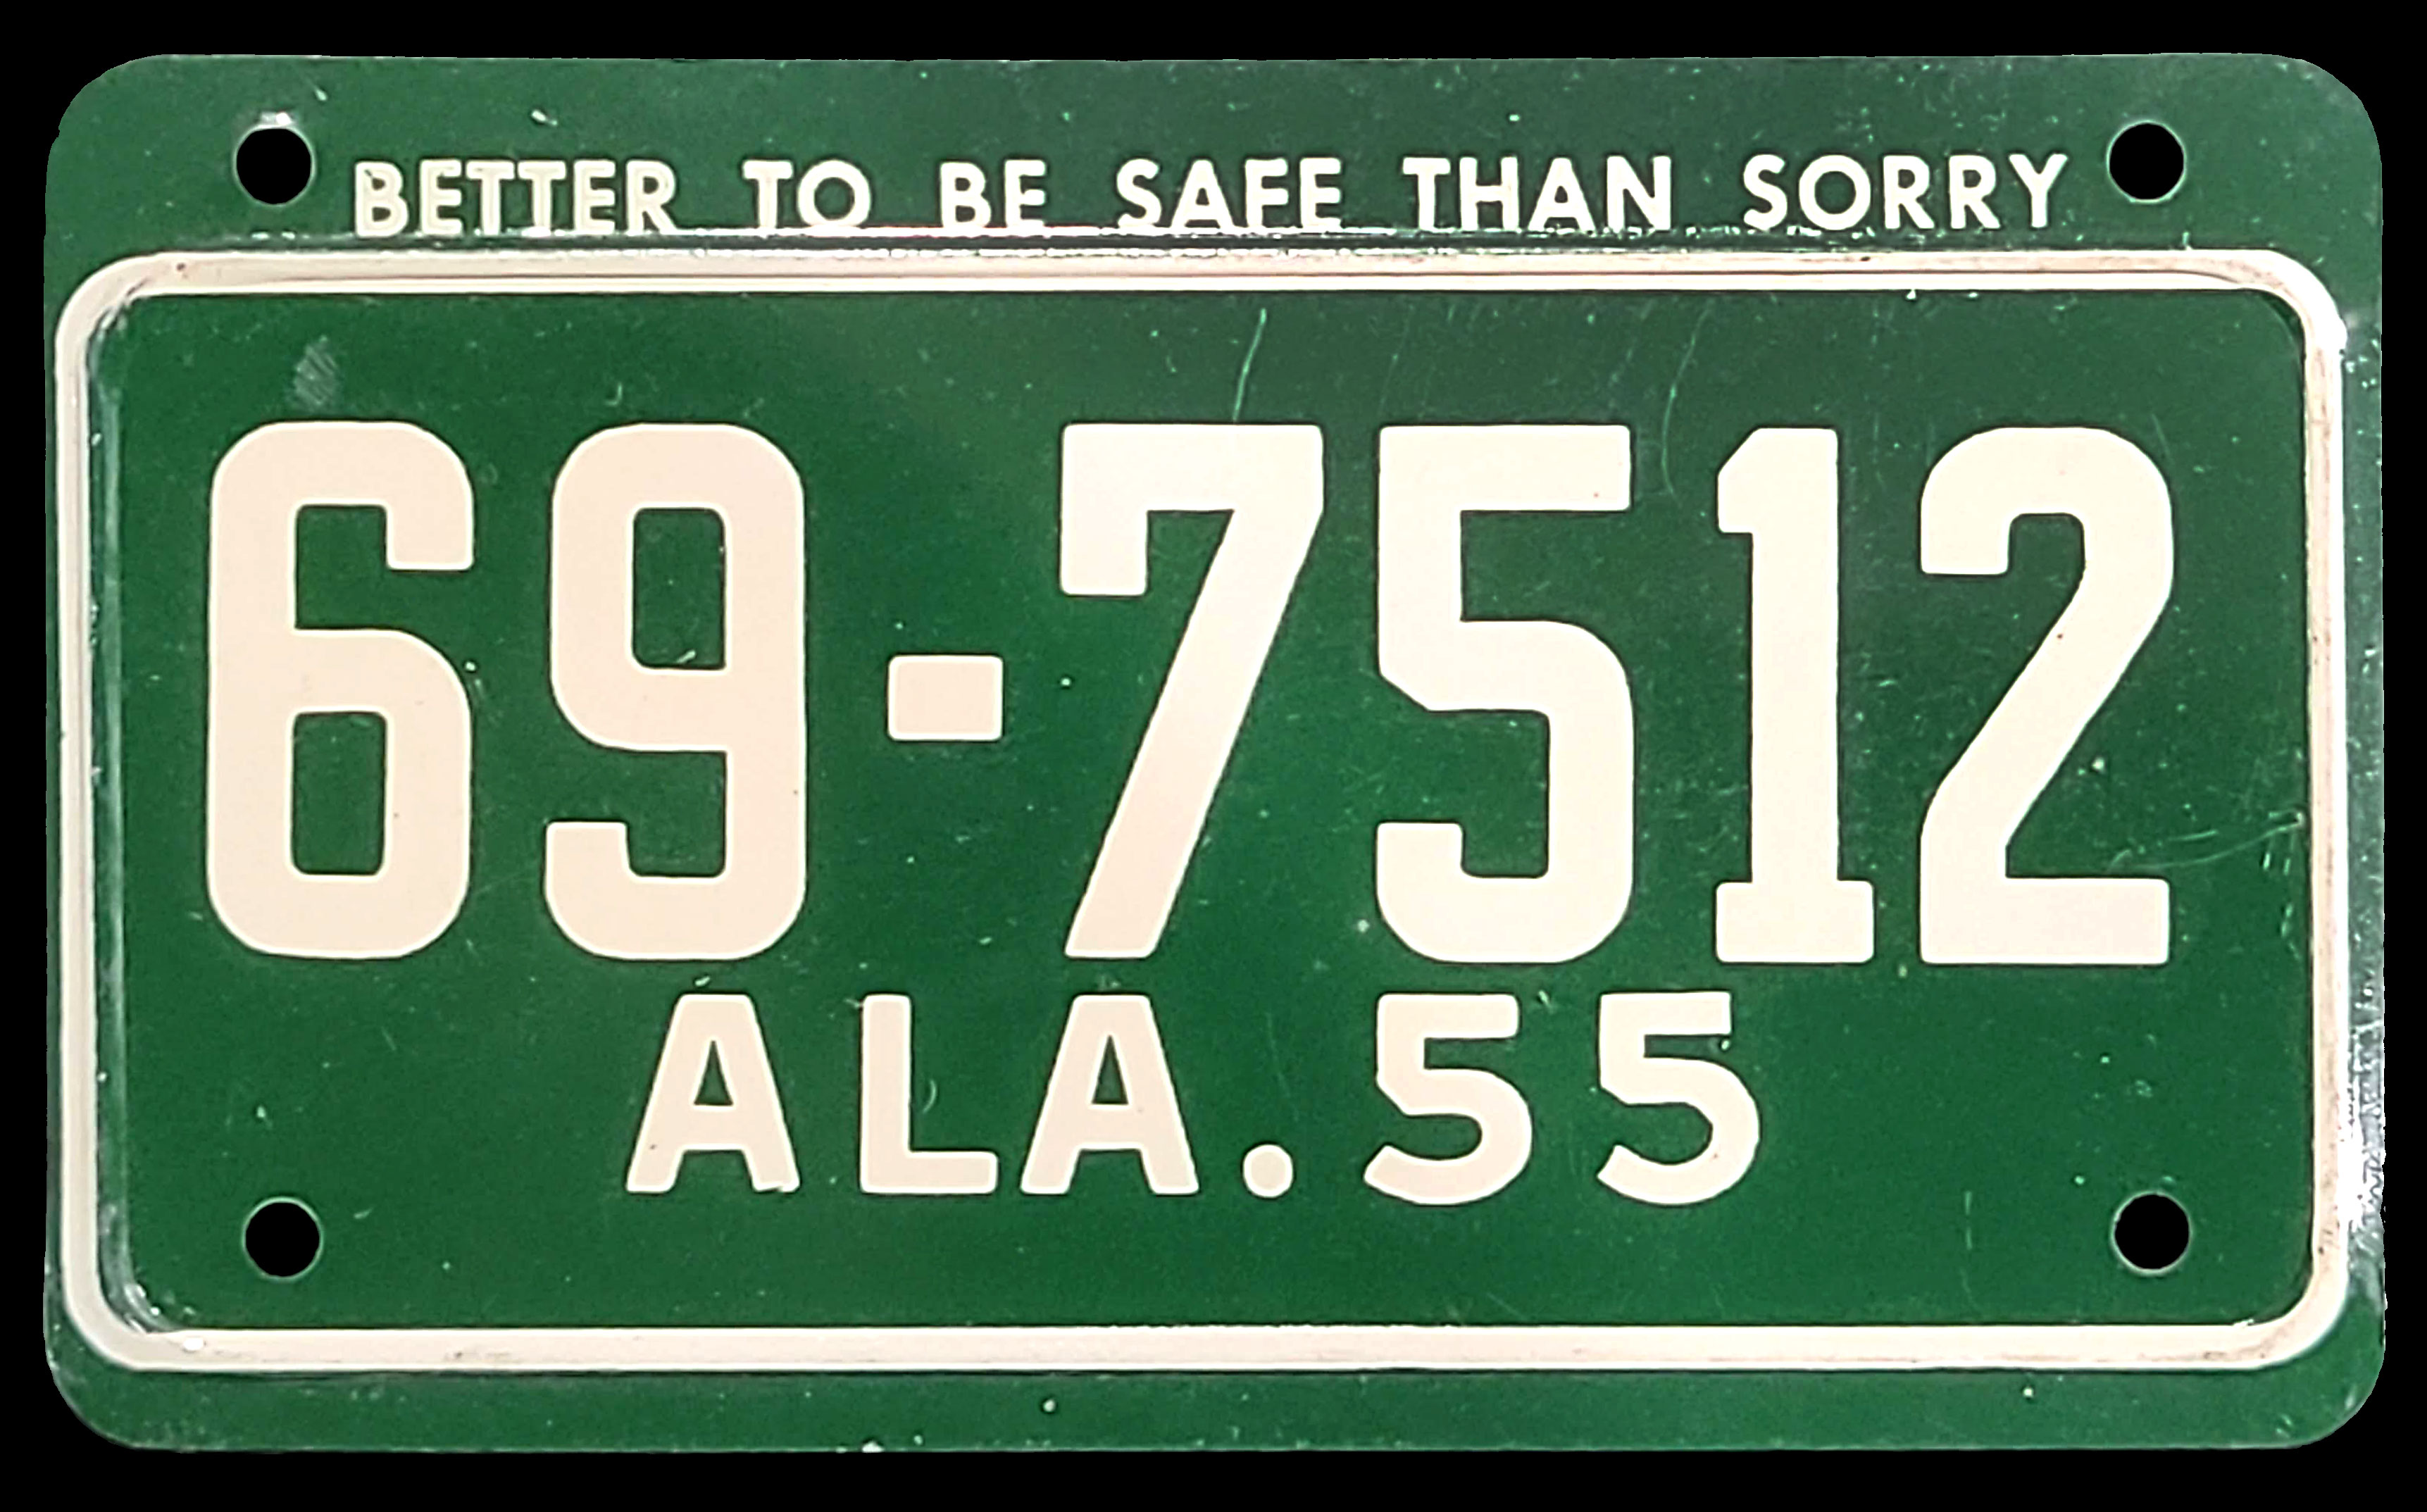 BETTER TO BE SAFE THAN SORRY
69-7512
ALA. 55